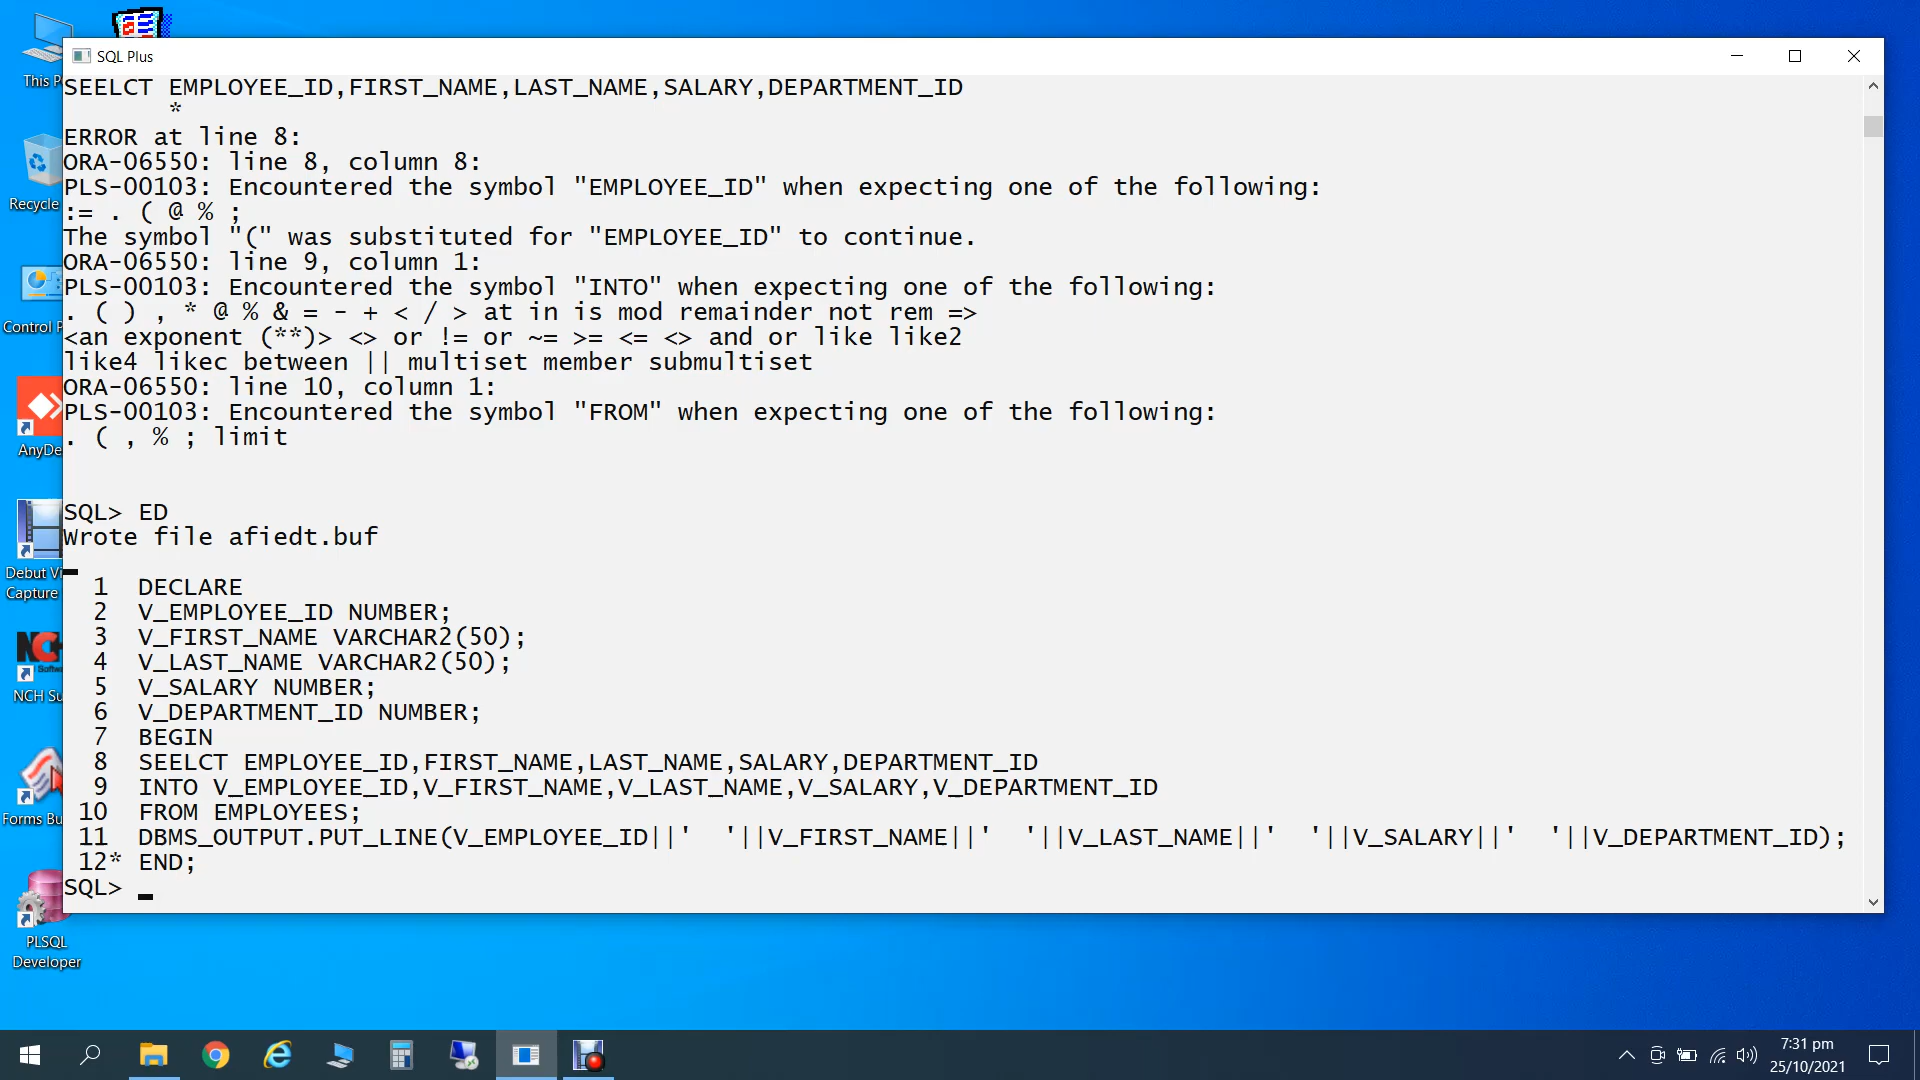 SQL Plus
This P
SEELCT EMPLOYEE_ID,FIRST_NAME,LAST_NAME,SALARY,DEPARTMENT_ID
*
ERROR at line 8:
ORA-06550: line 8, column 8:
PLS-00103: Encountered the symbol "EMPLOYEE_ID" when expecting one of the following:
:= . ( @ % ;
The symbol "(" was substituted for "EMPLOYEE_ID" to continue.
ORA-06550: line 9, column 1:
PLS-00103: Encountered the symbol "INTO" when expecting one of the following:
. ( ) , * @ % & = - + < / > at in is mod remainder not rem =>
<an exponent (**)> <> or != or ~= >= <= <> and or like like2
like4 likec between || multiset member submultiset
ORA-06550: line 10, column 1:
PLS-00103: Encountered the symbol "FROM" when expecting one of the following:
. ( , % ; limit
SQL> ED
Wrote file afiedt.buf
1 DECLARE
2 V_EMPLOYEE_ID NUMBER;
3 V_FIRST_NAME VARCHAR2(50);
4 V_LAST_NAME VARCHAR2(50);
5 V_SALARY NUMBER;
6 V_DEPARTMENT_ID NUMBER;
7 BEGIN
8 SEELCT EMPLOYEE_ID,FIRST_NAME,LAST_NAME,SALARY,DEPARTMENT_ID
9 INTO V_EMPLOYEE_ID,V_FIRST_NAME,V_LAST_NAME,V_SALARY,V_DEPARTMENT_ID
10 FROM EMPLOYEES;
11 DBMS_OUTPUT.PUT_LINE(V_EMPLOYEE_ID||'  '||V_FIRST_NAME||'  '||V_LAST_NAME||'  '||V_SALARY||'  '||V_DEPARTMENT_ID);
12* END;
SQL>
Recycle
Control P
AnyDe
Debut Vi
Capture
NCH
NCH Su
Forms Bu
PLSQL
Developer
7:31 pm
25/10/2021